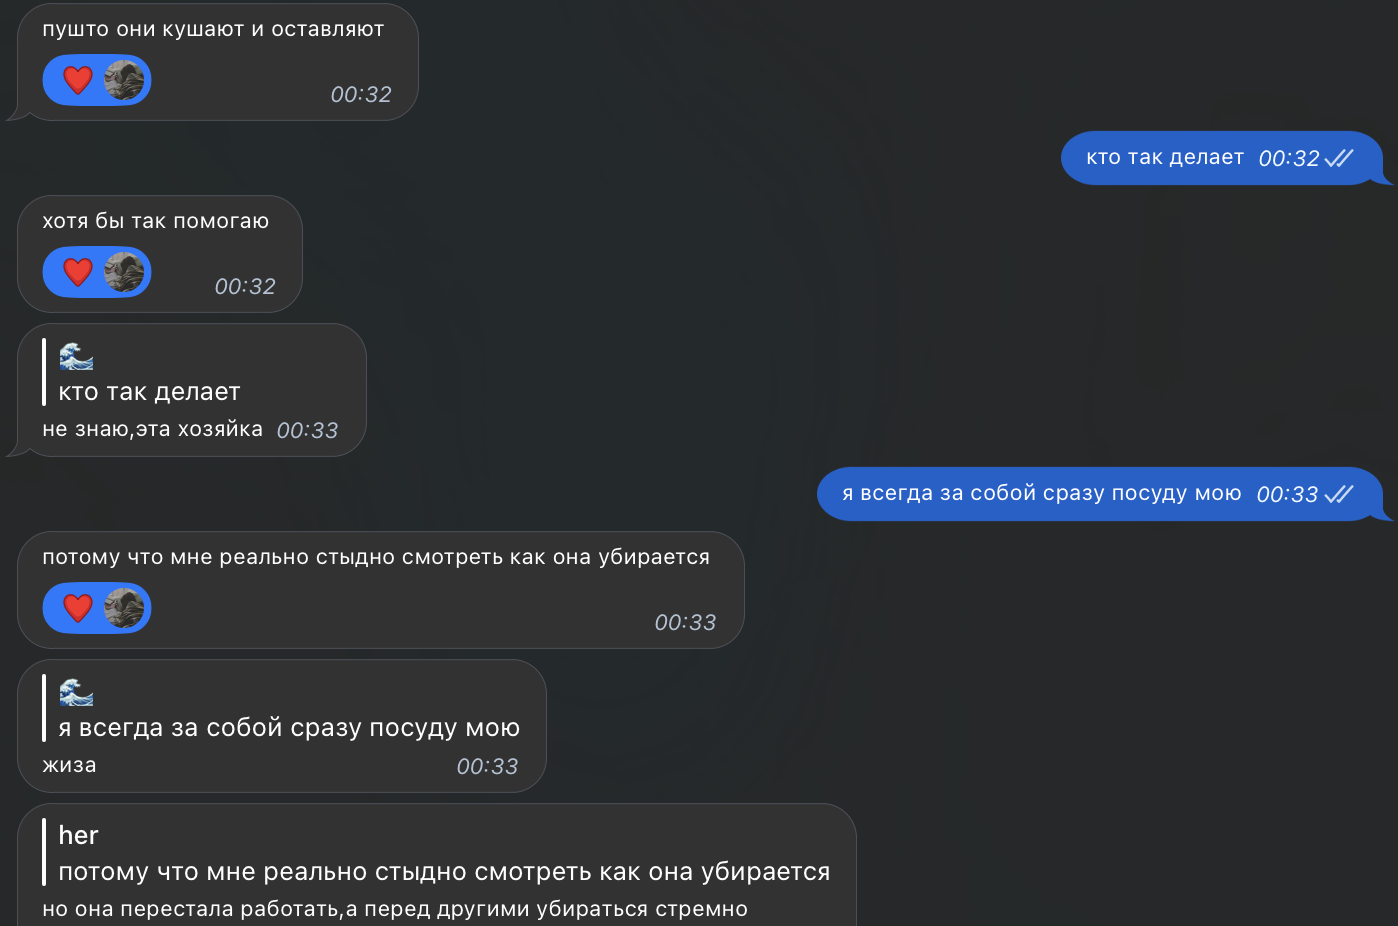 пушто они кушают и оставляют
❤️ 00:32
кто так делает 00:32
хотя бы так помогаю
❤️ 00:32
🌊
кто так делает
не знаю,эта хозяйка 00:33
я всегда за собой сразу посуду мою 00:33
потому что мне реально стыдно смотреть как она убирается
❤️ 00:33
🌊
я всегда за собой сразу посуду мою
жиза 00:33
her
потому что мне реально стыдно смотреть как она убирается
но она перестала работать,а перед другими убираться стремно